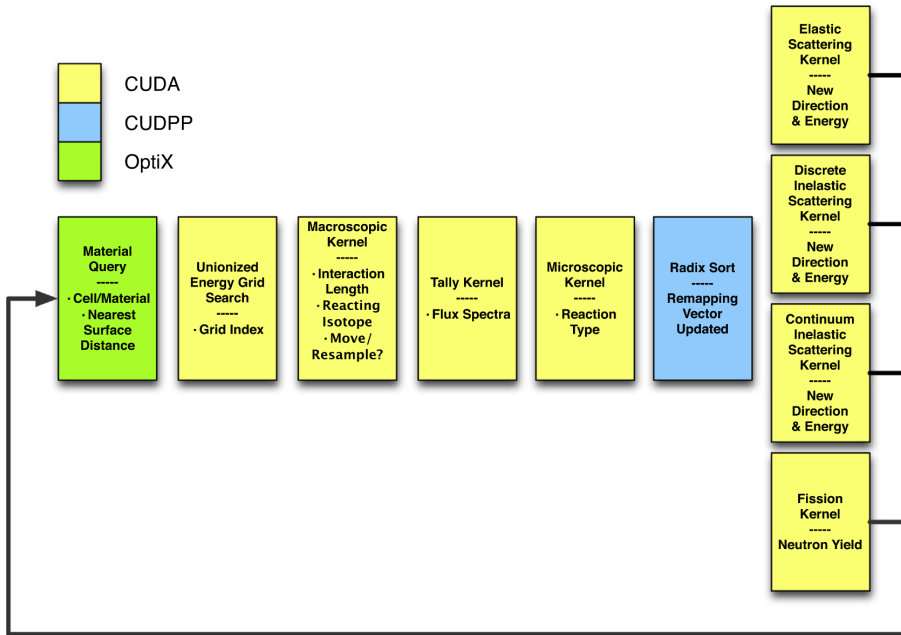 CUDA
CUDPP
OptiX
Material
Query
-----
· Cell/Material
· Nearest
Surface
Distance
Unionized
Energy Grid
Search
-----
· Grid Index
Macroscopic
Kernel
-----
· Interaction
Length
· Reacting
Isotope
· Move/
Resample?
Tally Kernel
-----
· Flux Spectra
Microscopic
Kernel
-----
· Reaction
Type
Radix Sort
-----
Remapping
Vector
Updated
Elastic
Scattering
Kernel
-----
New
Direction
& Energy
Discrete
Inelastic
Scattering
Kernel
-----
New
Direction
& Energy
Continuum
Inelastic
Scattering
Kernel
-----
New
Direction
& Energy
Fission
Kernel
-----
Neutron Yield